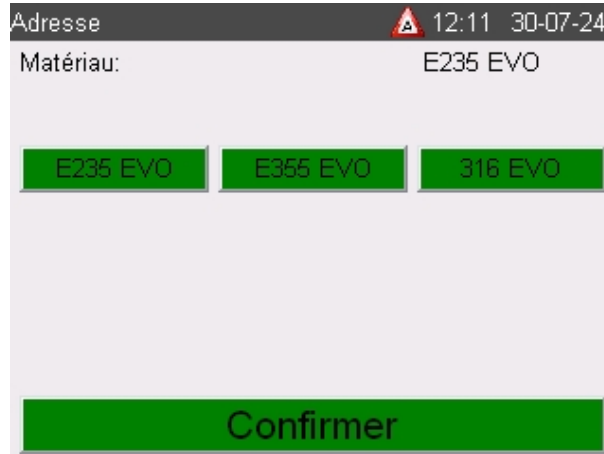 Adresse A 12:11 30-07-24
Matériau: E235 EVO
E235 EVO E355 EVO 316 EVO
Confirmer